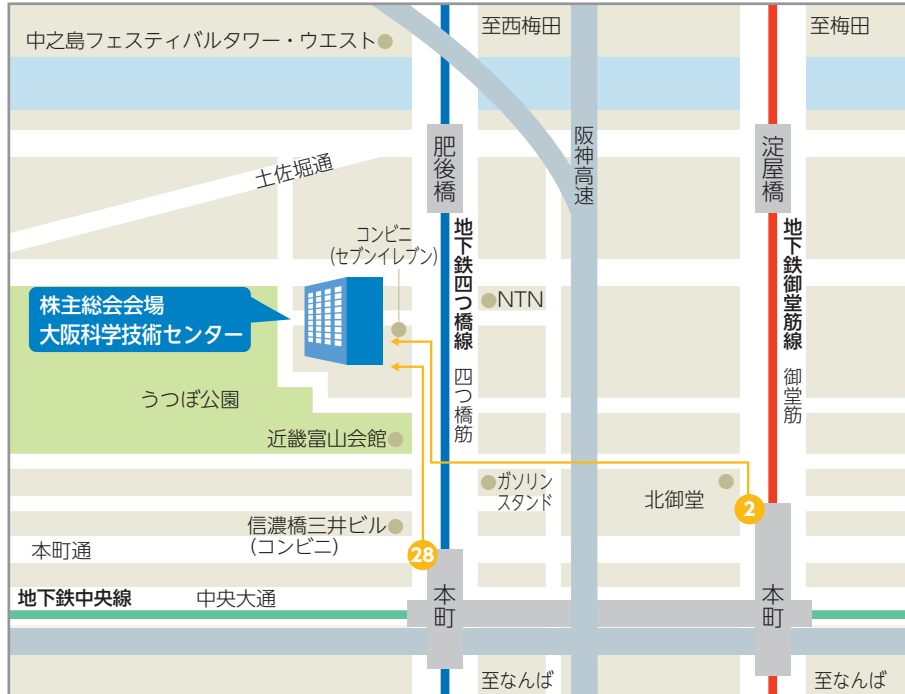 中之島フェスティバルタワー・ウエスト
至西梅田
至梅田
肥後橋
阪神高速
淀屋橋
土佐堀通
コンビニ
(セブンイレブン)
地下鉄四つ橋線
四つ橋筋
地下鉄御堂筋線
御堂筋
株主総会会場
大阪科学技術センター
NTN
うつぼ公園
近畿富山会館
ガソリン
スタンド
北御堂
2
信濃橋三井ビル
(コンビニ)
28
本町通
地下鉄中央線
中央大通
本町
本町
至なんば
至なんば